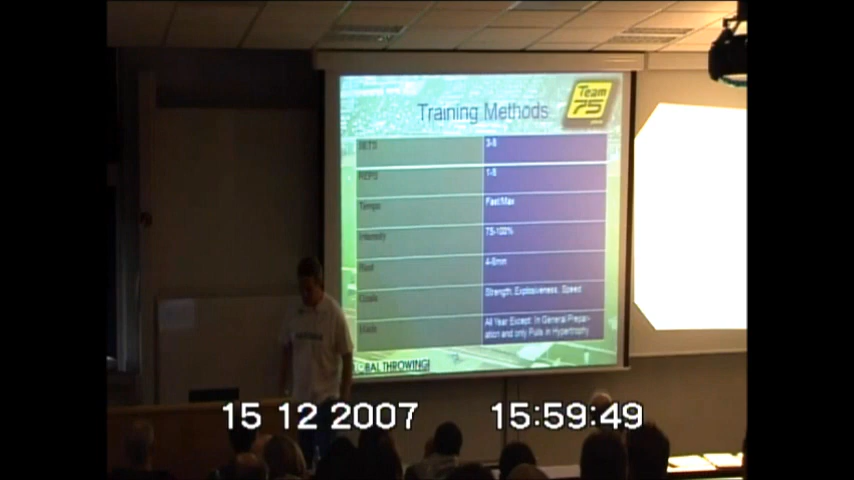 Team
75
Training Methods
SETS 3-8
REPS 1-6
Tempo Fast/Max
Intensity 75-100%
Rest 4-8min
Goals Strength, Explosiveness, Speed
All Year Except: In General Prepar-
ation and only Pulls in Hypertrophy
BAL THROWING!
15 12 2007 15:59:49